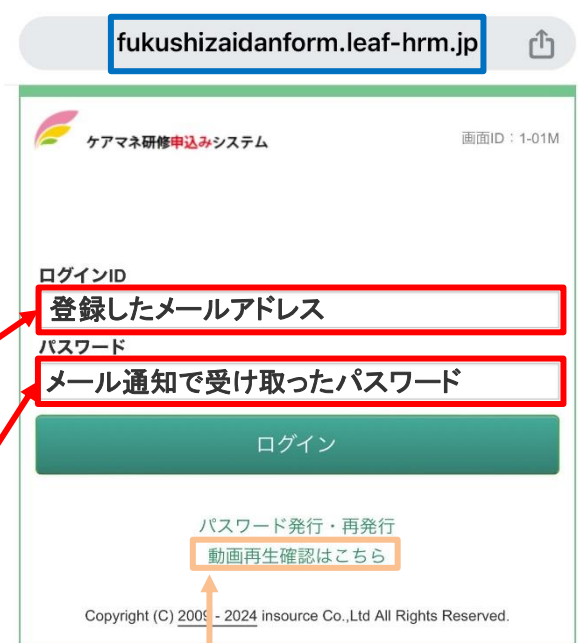 fukushizaidanform.leaf-hrm.jp
ケアマネ研修申込みシステム
画面ID：1-01M
ログインID
登録したメールアドレス
パスワード
メール通知で受け取ったパスワード
ログイン
パスワード発行・再発行
動画再生確認はこちら
Copyright (C) 2009 - 2024 insource Co.,Ltd All Rights Reserved.